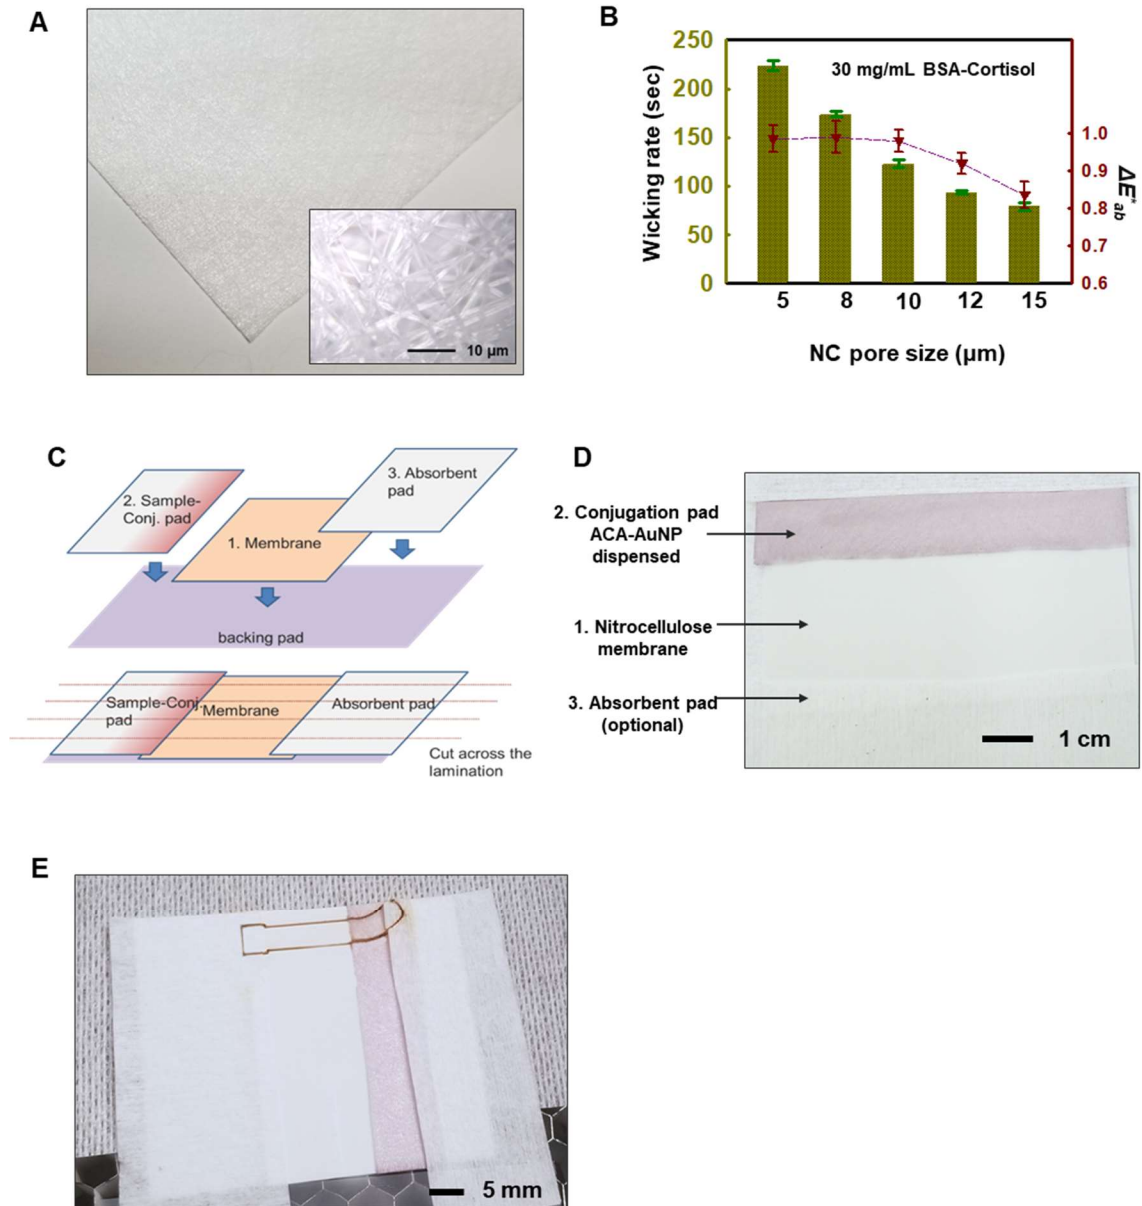 A
10 µm
B
250
200
150
100
50
0
Wicking rate (sec)
30 mg/mL BSA-Cortisol
1.0
0.9
0.8
0.7
0.6
ΔE*ab
5 8 10 12 15
NC pore size (µm)
C
2. Sample-
Conj. pad
1. Membrane
3. Absorbent
pad
backing pad
Sample-Conj.
pad
Membrane
Absorbent pad
Cut across the
lamination
D
2. Conjugation pad
ACA-AuNP
dispensed
1. Nitrocellulose
membrane
3. Absorbent pad
(optional)
1 cm
E
5 mm